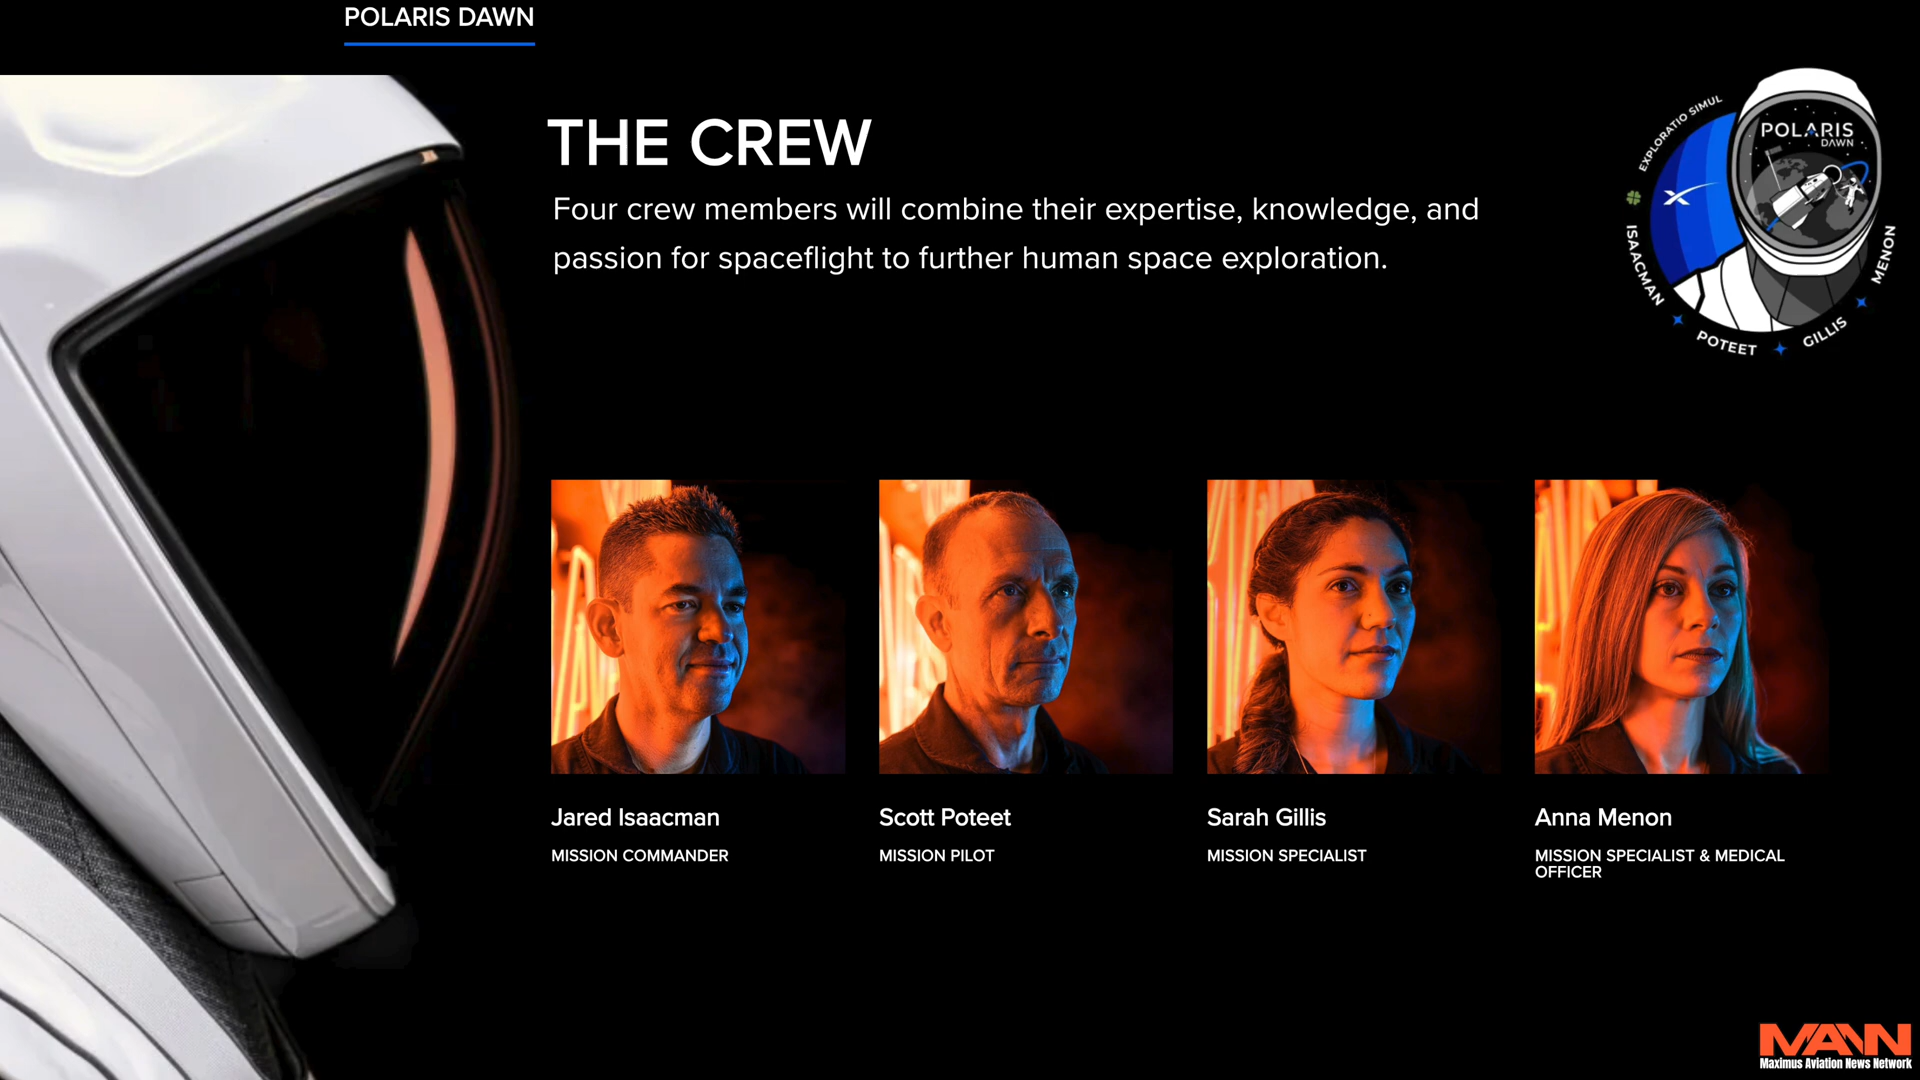 POLARIS DAWN
THE CREW
Four crew members will combine their expertise, knowledge, and
passion for spaceflight to further human space exploration.
EXPLORATIO SIMUL
POLARIS
DAWN
ISAACMAN
POTEET
GILLIS
MENON
Jared Isaacman
MISSION COMMANDER
Scott Poteet
MISSION PILOT
Sarah Gillis
MISSION SPECIALIST
Anna Menon
MISSION SPECIALIST & MEDICAL
OFFICER
MAVN
Maximus Aviation News Network